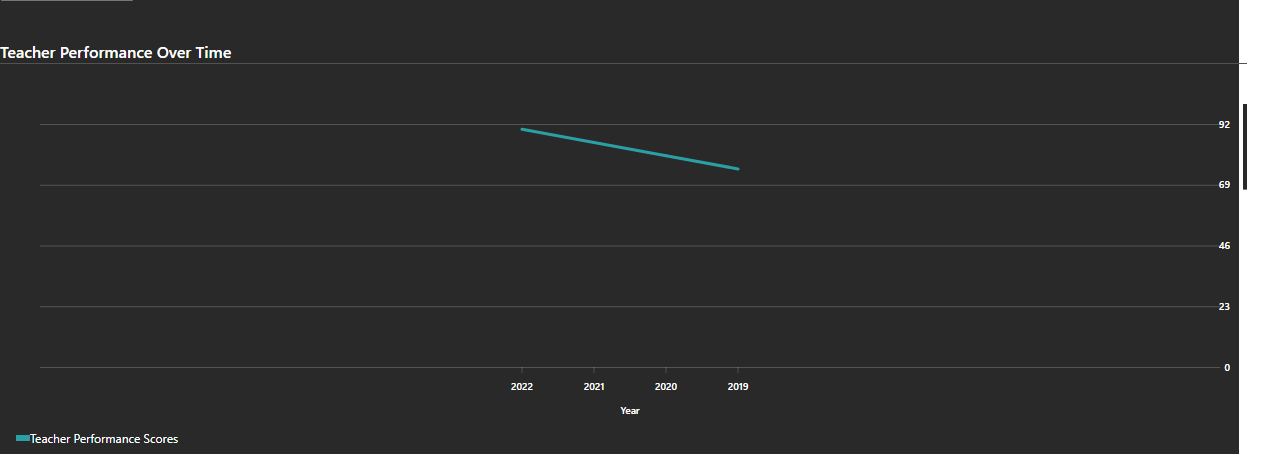 Teacher Performance Over Time
92
69
46
23
0
2022 2021 2020 2019
Year
Teacher Performance Scores